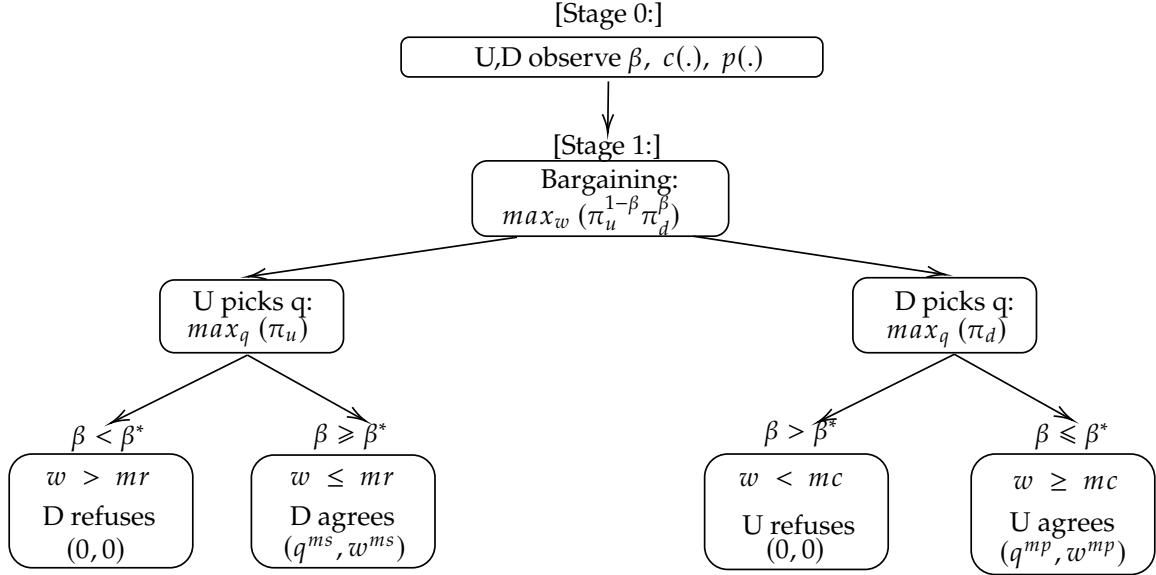 [Stage 0:]
U,D observe β, c(.), p(.)
[Stage 1:]
Bargaining:
max_w (π_u^{1−β} π_d^β)
U picks q:
max_q (π_u)
D picks q:
max_q (π_d)
β < β*
w > mr
D refuses
(0, 0)
β ⩾ β*
w ≤ mr
D agrees
(q^{ms}, w^{ms})
β > β*
w < mc
U refuses
(0, 0)
β ⩽ β*
w ≥ mc
U agrees
(q^{mp}, w^{mp})